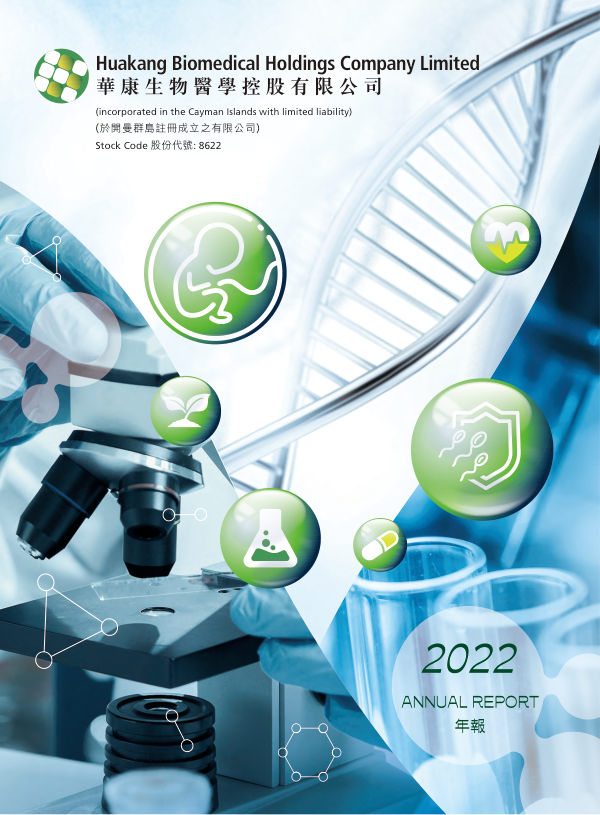 Huakang Biomedical Holdings Company Limited
華康生物醫學控股有限公司
(incorporated in the Cayman Islands with limited liability)
(於開曼群島註冊成立之有限公司)
Stock Code 股份代號: 8622
2022
ANNUAL REPORT
年報